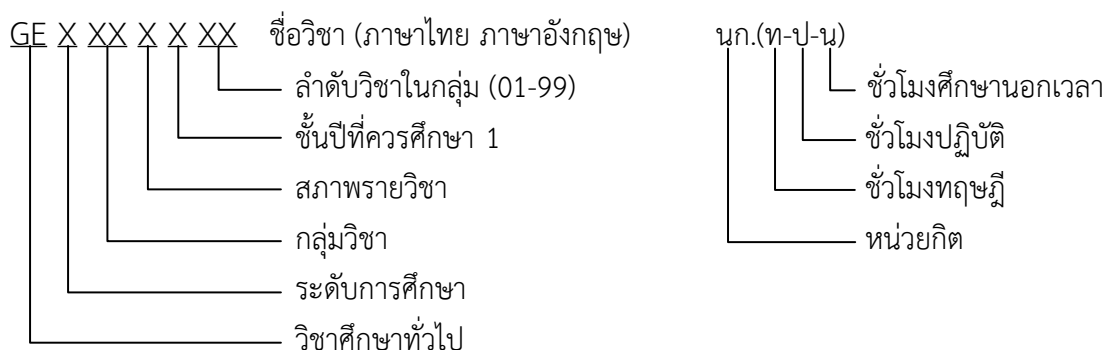 GE X XX X X XX ชื่อวิชา (ภาษาไทย ภาษาอังกฤษ) นก.(ท-ป-น)
ลำดับวิชาในกลุ่ม (01-99) ชั่วโมงศึกษานอกเวลา
ชั้นปีที่ควรศึกษา 1 ชั่วโมงปฏิบัติ
สภาพรายวิชา ชั่วโมงทฤษฎี
กลุ่มวิชา หน่วยกิต
ระดับการศึกษา
วิชาศึกษาทั่วไป